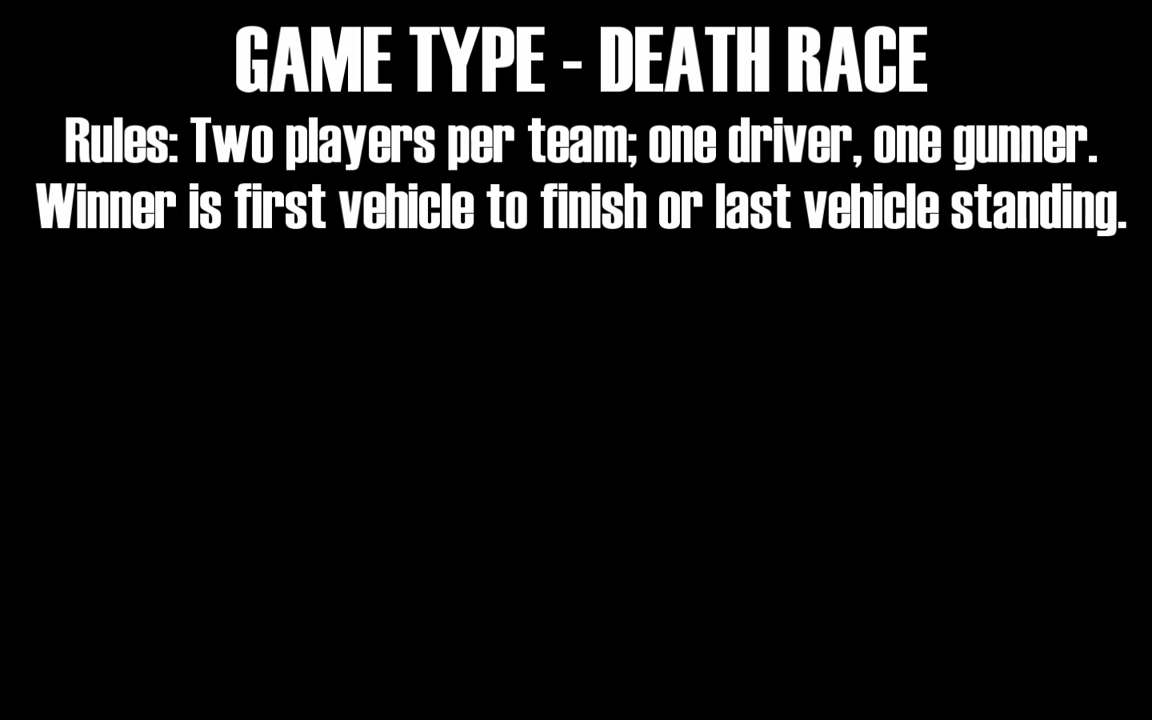 GAME TYPE - DEATH RACE
Rules: Two players per team; one driver, one gunner.
Winner is first vehicle to finish or last vehicle standing.